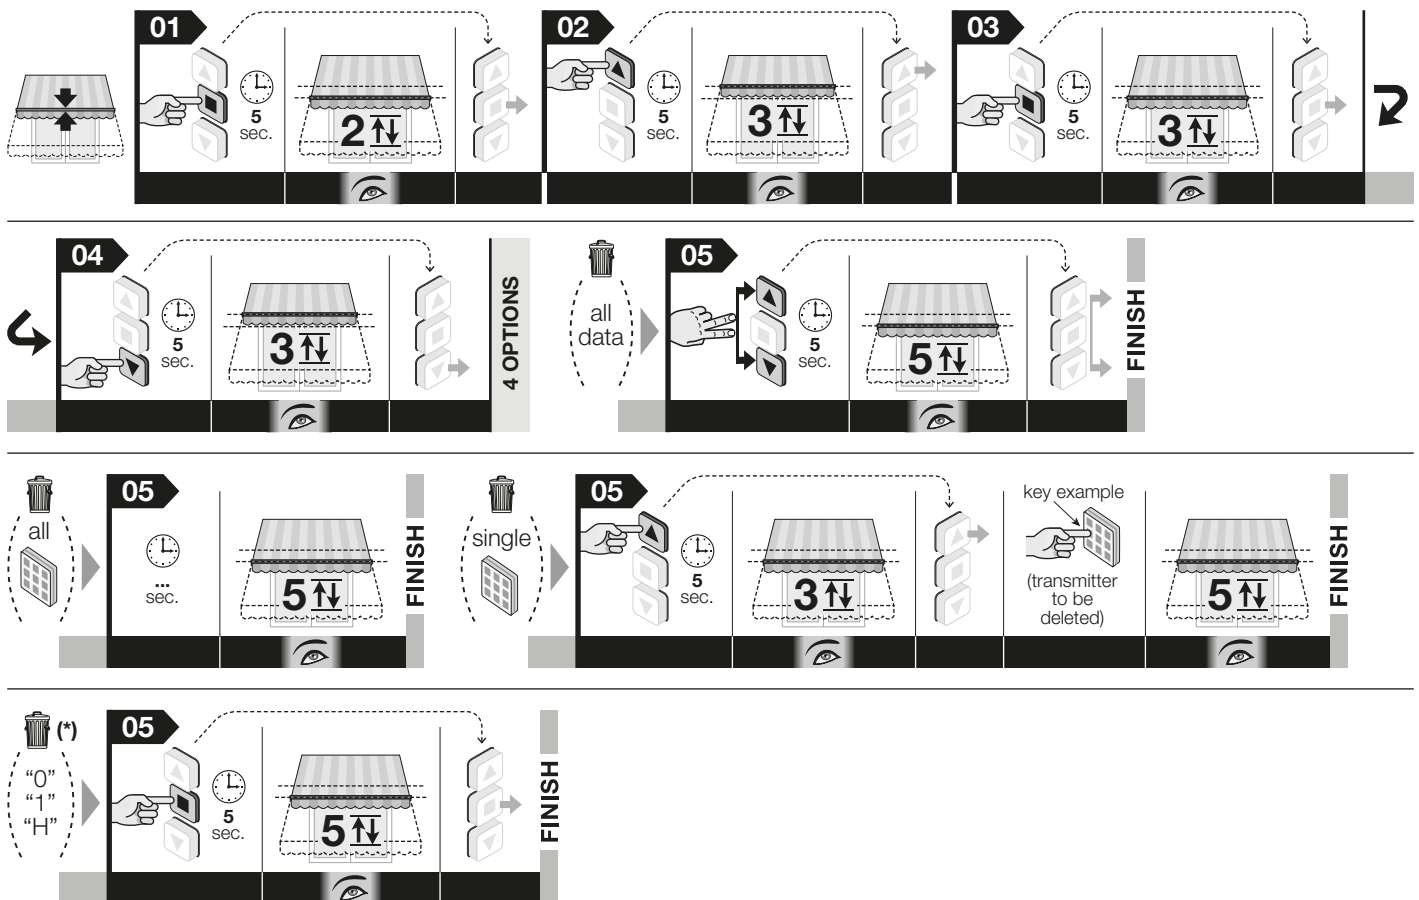 01
5
sec.
2
02
5
sec.
3
03
5
sec.
3
04
5
sec.
3
4 OPTIONS
all
data
05
5
sec.
5
FINISH
all
05
...
sec.
5
FINISH
single
05
5
sec.
3
key example
(transmitter
to be
deleted)
5
FINISH
(*)
“0”
“1”
“H”
05
5
sec.
5
FINISH